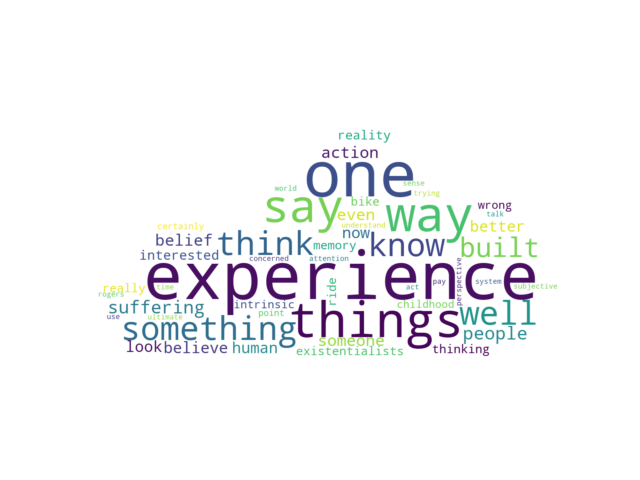 reality
action
one
sense
world
trying
say
bike
way
wrong
even
talk
certainly
understand
better
now
belief
think
memory
know
built
interested
concerned
attention
experience
perspective
really
time
ride
act
pay
system
subjective
rogers
suffering
intrinsic
childhood
things
well
use
ultimate
point
something
someone
people
look
believe
human
existentialists
thinking